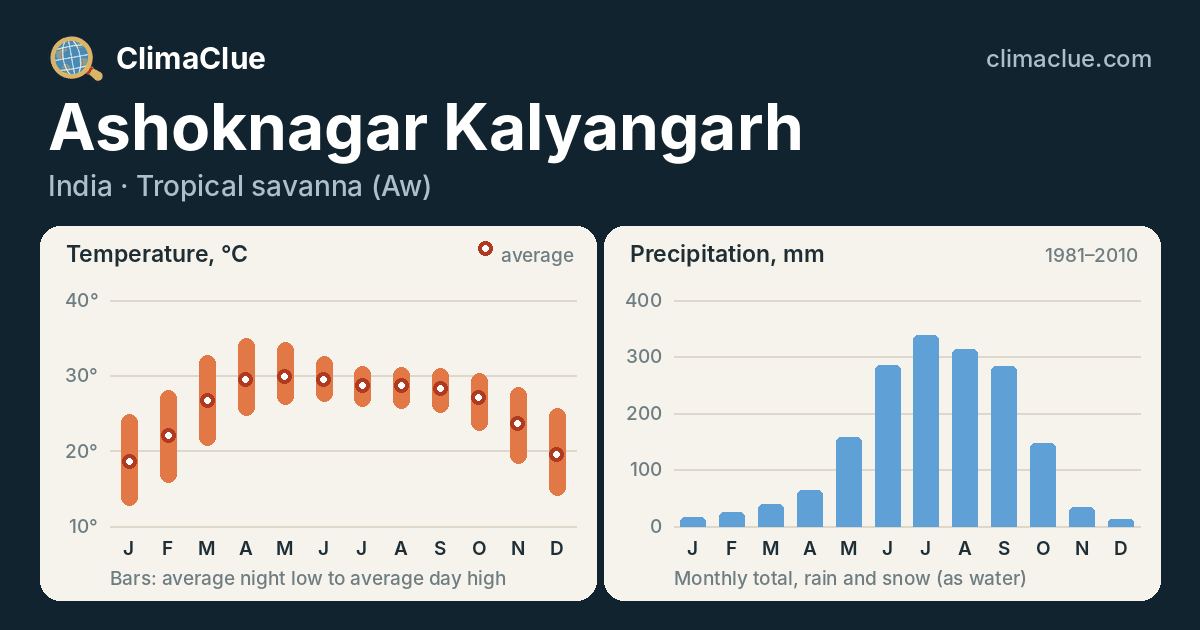 ClimaClue
climaclue.com
Ashoknagar Kalyangarh
India · Tropical savanna (Aw)
Temperature, °C
average
40°
30°
20°
10°
J F M A M J J A S O N D
Bars: average night low to average day high
Precipitation, mm
1981–2010
400
300
200
100
0
J F M A M J J A S O N D
Monthly total, rain and snow (as water)